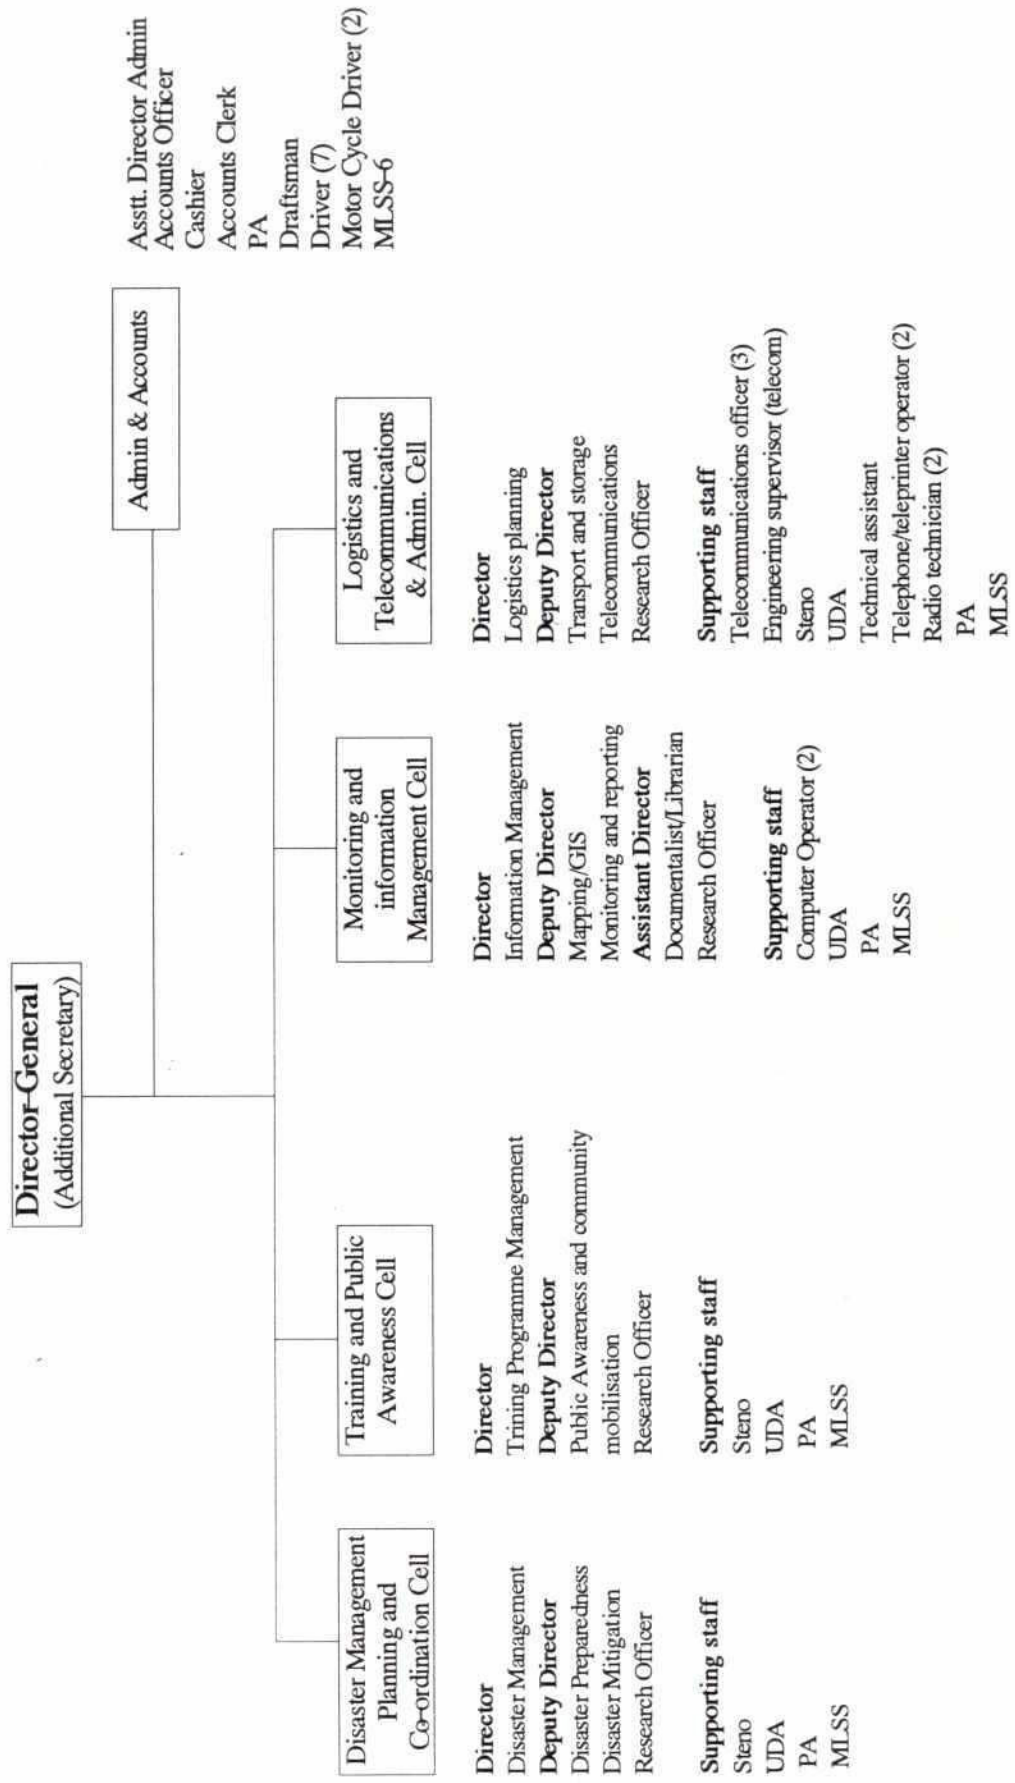 Director-General
(Additional Secretary)
Admin & Accounts
Asstt. Director Admin
Accounts Officer
Cashier
Accounts Clerk
PA
Draftsman
Driver (7)
Motor Cycle Driver (2)
MLSS-6
Disaster Management
Planning and
Co-ordination Cell
Director
Disaster Management
Deputy Director
Disaster Preparedness
Disaster Mitigation
Research Officer
Supporting staff
Steno
UDA
PA
MLSS
Training and Public
Awareness Cell
Director
Trining Programme Management
Deputy Director
Public Awareness and community
mobilisation
Research Officer
Supporting staff
Steno
UDA
PA
MLSS
Monitoring and
information
Management Cell
Director
Information Management
Deputy Director
Mapping/GIS
Monitoring and reporting
Assistant Director
Documentalist/Librarian
Research Officer
Supporting staff
Computer Operator (2)
UDA
PA
MLSS
Logistics and
Telecommunications
& Admin. Cell
Director
Logistics planning
Deputy Director
Transport and storage
Telecommunications
Research Officer
Supporting staff
Telecommunications officer (3)
Engineering supervisor (telecom)
Steno
UDA
Technical assistant
Telephone/teleprinter operator (2)
Radio technician (2)
PA
MLSS